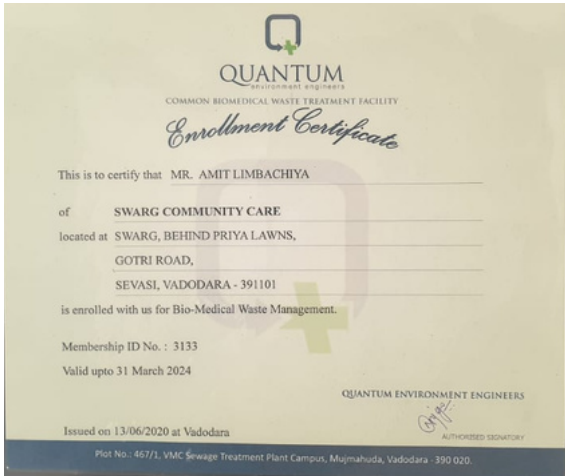 QUANTUM
environment engineers
COMMON BIOMEDICAL WASTE TREATMENT FACILITY
Enrollment Certificate
This is to certify that MR. AMIT LIMBACHIYA
of SWARG COMMUNITY CARE
located at SWARG, BEHIND PRIYA LAWNS,
GOTRI ROAD,
SEVASI, VADODARA - 391101
is enrolled with us for Bio-Medical Waste Management.
Membership ID No. : 3133
Valid upto 31 March 2024
QUANTUM ENVIRONMENT ENGINEERS
Issued on 13/06/2020 at Vadodara
AUTHORISED SIGNATORY
Plot No.: 467/1, VMC Sewage Treatment Plant Campus, Mujmahuda, Vadodara - 390 020.